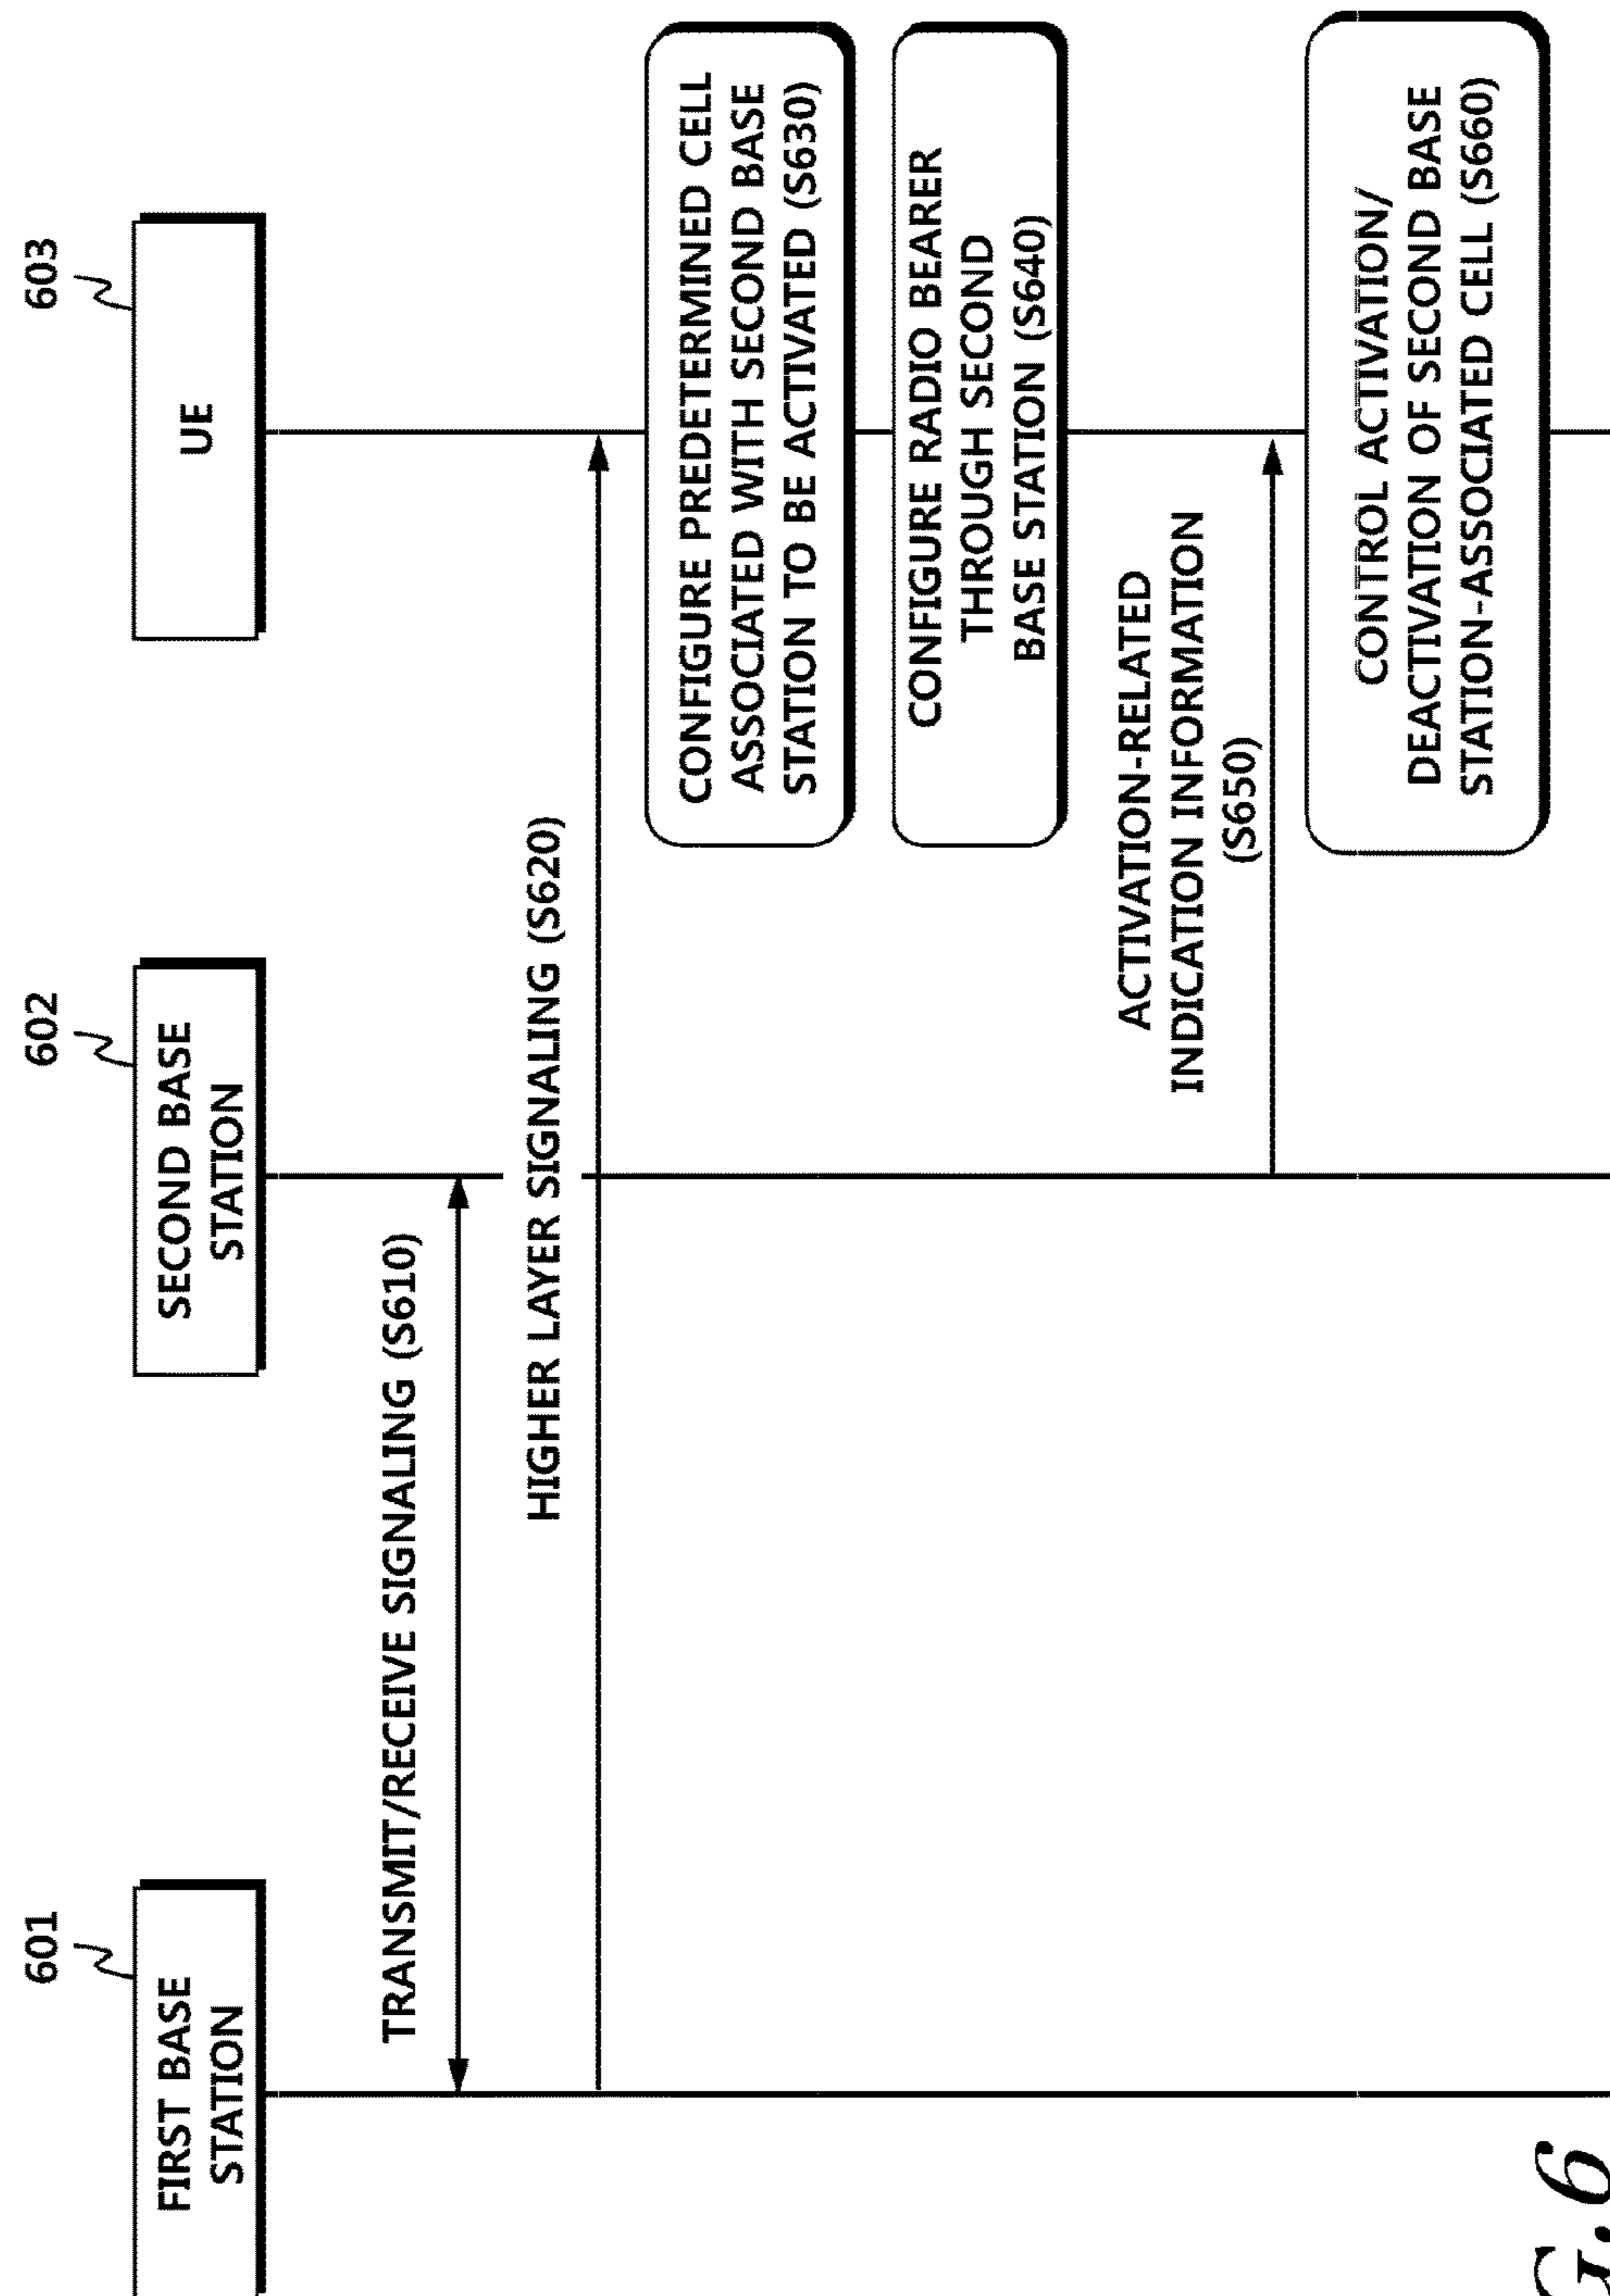 601
602
603
FIRST BASE
STATION
SECOND BASE
STATION
UE
TRANSMIT/RECEIVE SIGNALING (S610)
HIGHER LAYER SIGNALING (S620)
CONFIGURE PREDETERMINED CELL
ASSOCIATED WITH SECOND BASE
STATION TO BE ACTIVATED (S630)
CONFIGURE RADIO BEARER
THROUGH SECOND
BASE STATION (S640)
ACTIVATION-RELATED
INDICATION INFORMATION
(S650)
CONTROL ACTIVATION/
DEACTIVATION OF SECOND BASE
STATION-ASSOCIATED CELL (S660)